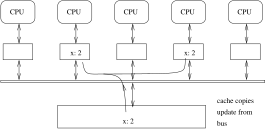 CPU CPU CPU CPU CPU
x: 2 x: 2
cache copies
update from
bus
x: 2